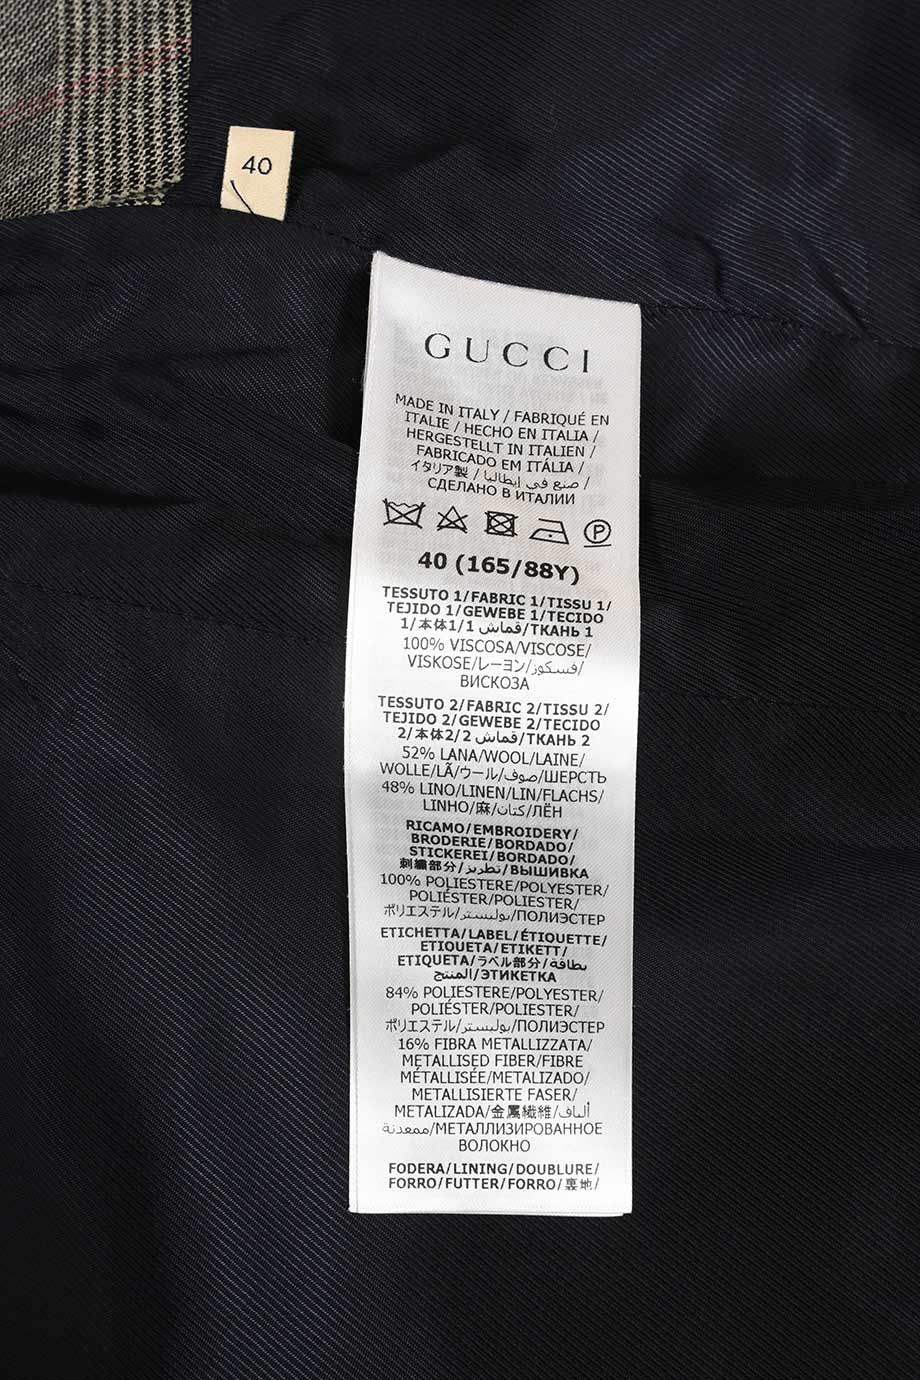 40
GUCCI
MADE IN ITALY / FABRIQUÉ EN
ITALIE / HECHO EN ITALIA /
HERGESTELLT IN ITALIEN /
FABRICADO EM ITÁLIA /
イタリア製 / صنع في إيطاليا /
СДЕЛАНО В ИТАЛИИ
P
40 (165/88Y)
TESSUTO 1/FABRIC 1/TISSU 1/
TEJIDO 1/GEWEBE 1/TECIDO
1/本体1/قماش 1/ТКАНЬ 1
100% VISCOSA/VISCOSE/
VISKOSE/レーヨン/فسكوز/
ВИСКОЗА
TESSUTO 2/FABRIC 2/TISSU 2/
TEJIDO 2/GEWEBE 2/TECIDO
2/本体2/قماش 2/ТКАНЬ 2
52% LANA/WOOL/LAINE/
WOLLE/LÃ/ウール/صوف/ШЕРСТЬ
48% LINO/LINEN/LIN/FLACHS/
LINHO/麻/كتان/ЛЁН
RICAMO/EMBROIDERY/
BRODERIE/BORDADO/
STICKEREI/BORDADO/
刺繍部分/تطريز/ВЫШИВКА
100% POLIESTERE/POLYESTER/
POLIÉSTER/POLIESTER/
ポリエステル/بوليستر/ПОЛИЭСТЕР
ETICHETTA/LABEL/ÉTIQUETTE/
ETIQUETA/ETIKETT/
ETIQUETA/ラベル部分/بطاقة
المنتج/ЭТИКЕТКА
84% POLIESTERE/POLYESTER/
POLIÉSTER/POLIESTER/
ポリエステル/بوليستر/ПОЛИЭСТЕР
16% FIBRA METALLIZZATA/
METALLISED FIBER/FIBRE
MÉTALLISÉE/METALIZADO/
METALLISIERTE FASER/
METALIZADA/金属繊維/ألياف
ممعدنة/МЕТАЛЛИЗИРОВАННОЕ
ВОЛОКНО
FODERA/LINING/DOUBLURE/
FORRO/FUTTER/FORRO/裏地/